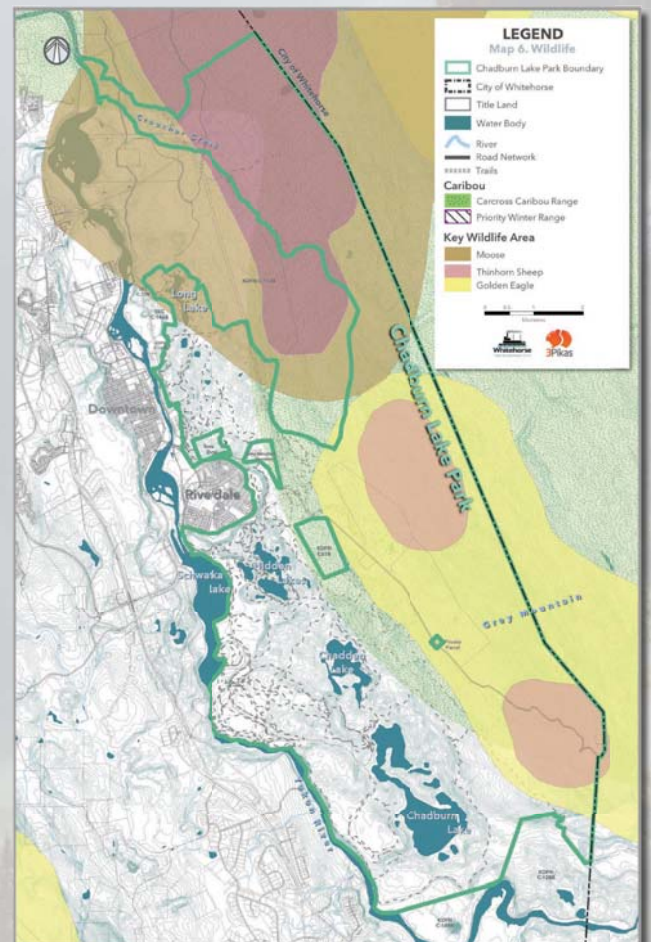 LEGEND
Map 6. Wildlife
Chadburn Lake Park Boundary
City of Whitehorse
Title Land
Water Body
River
Road Network
Trails
Caribou
Carcross Caribou Range
Priority Winter Range
Key Wildlife Area
Moose
Thinhorn Sheep
Golden Eagle
Kilometers
Whitehorse
3Pikas
City of Whitehorse
Croucher Creek
Long
Lake
Downtown
Chadburn Lake Park
Riverdale
Schwatka
Lake
Hidden
Lakes
Chadden
Lake
Grey Mountain
Yukon River
Chadburn
Lake